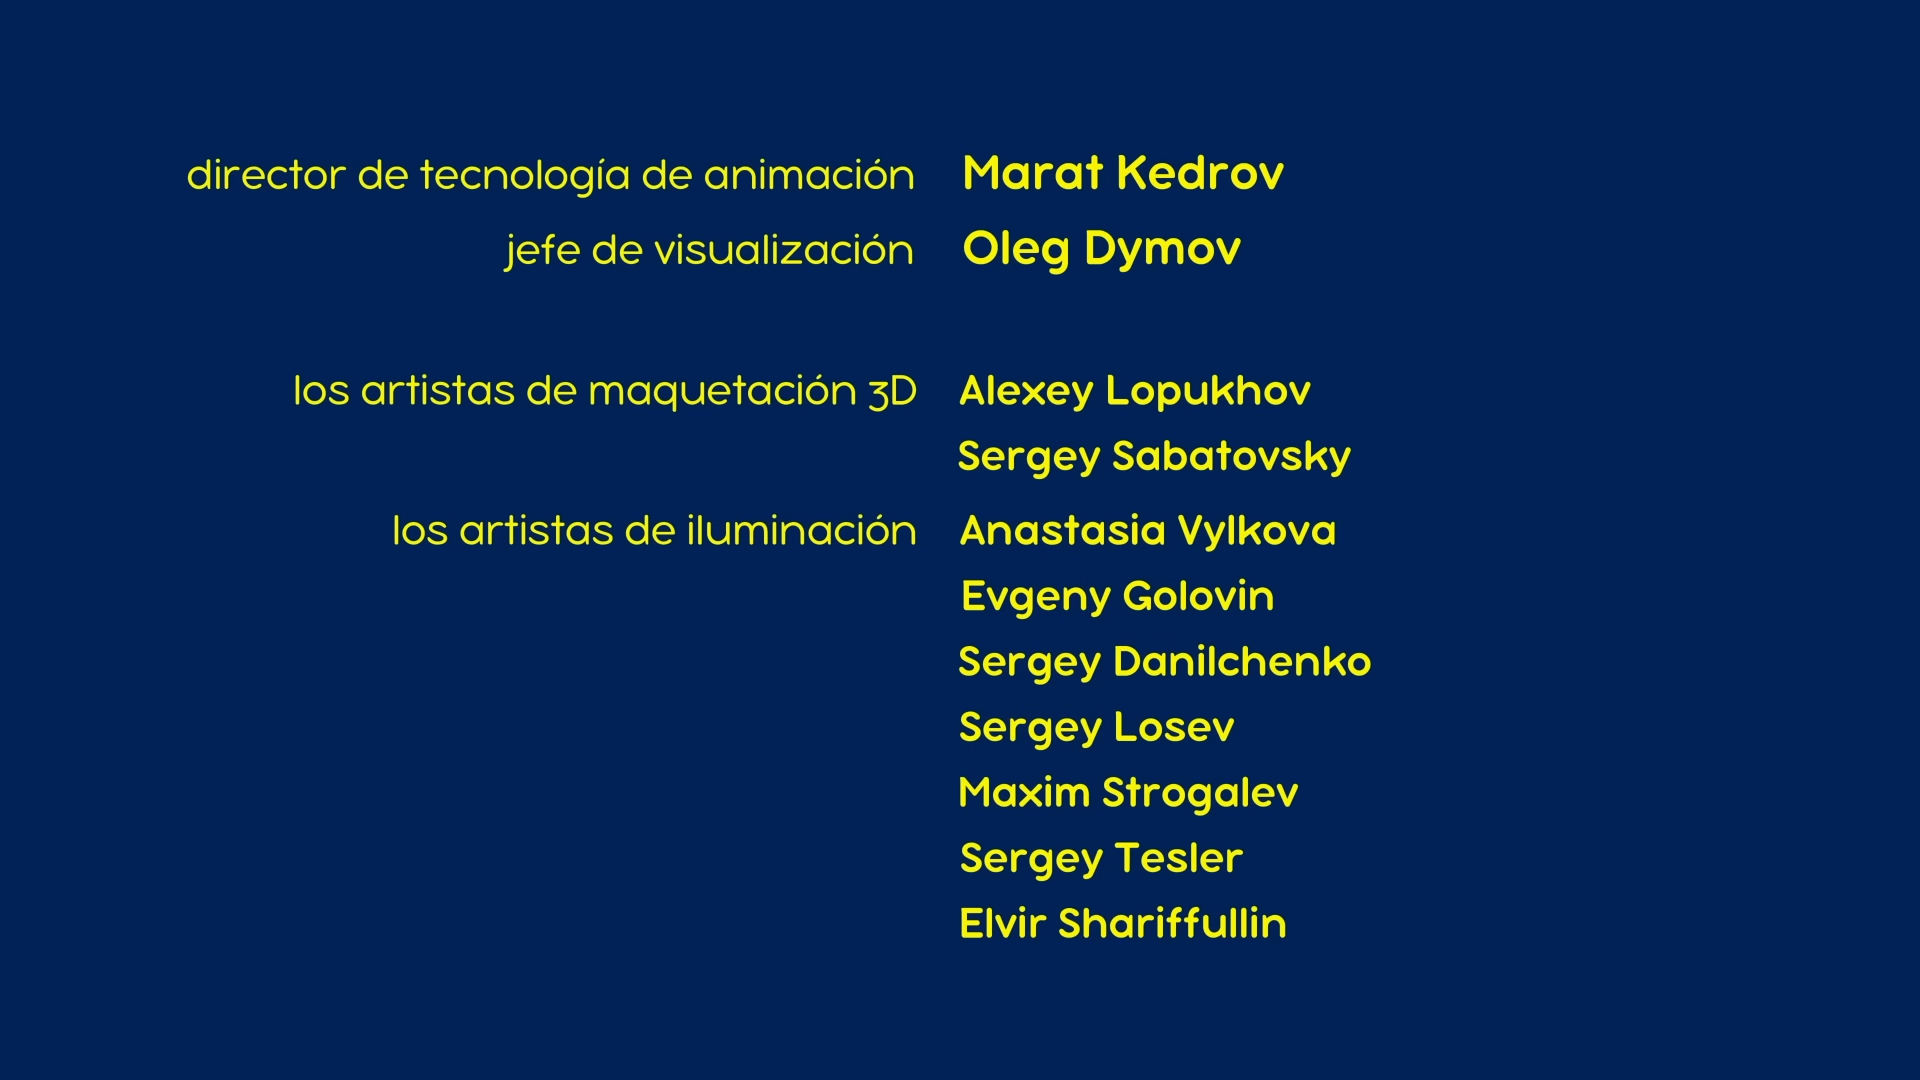 director de tecnología de animación Marat Kedrov
jefe de visualización Oleg Dymov
los artistas de maquetación 3D Alexey Lopukhov
Sergey Sabatovsky
los artistas de iluminación Anastasia Vylkova
Evgeny Golovin
Sergey Danilchenko
Sergey Losev
Maxim Strogalev
Sergey Tesler
Elvir Shariffullin